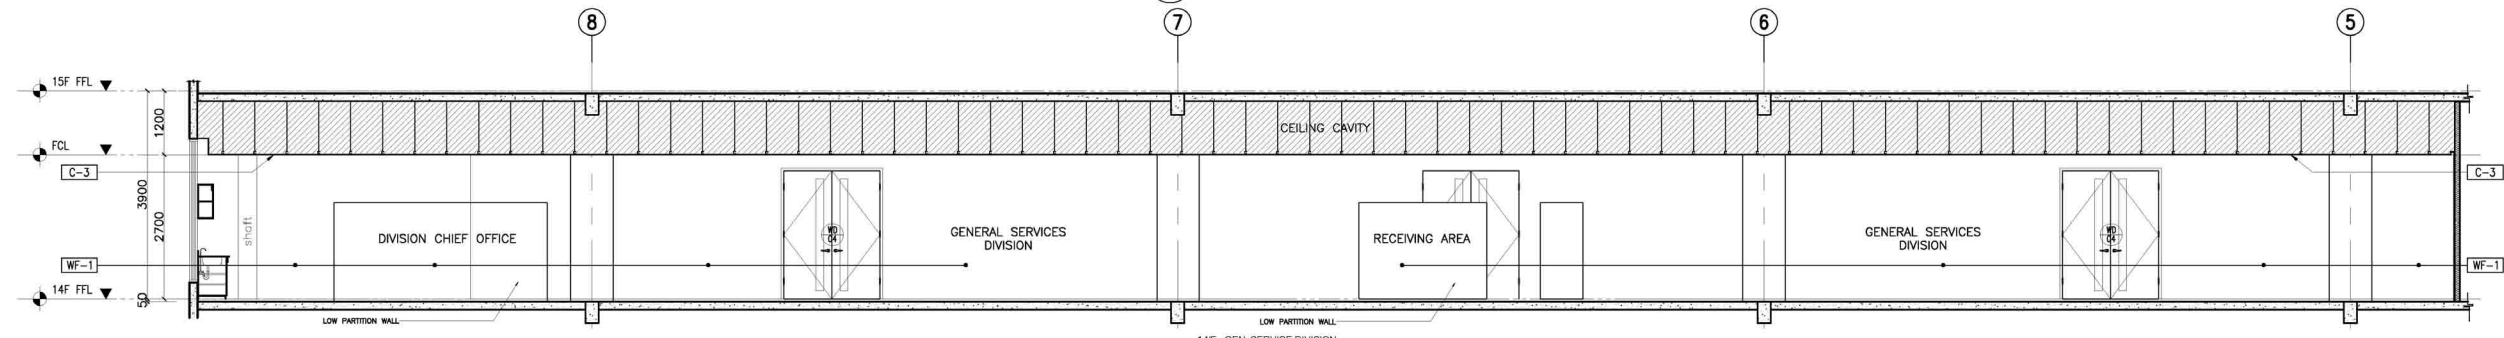 8
7
6
5
15F FFL
1200
CEILING CAVITY
FCL
C-3
C-3
3900
2700
shaft
DIVISION CHIEF OFFICE
WD
04
GENERAL SERVICES
DIVISION
RECEIVING AREA
GENERAL SERVICES
DIVISION
WD
04
WF-1
WF-1
14F FFL
50
LOW PARTITION WALL
LOW PARTITION WALL